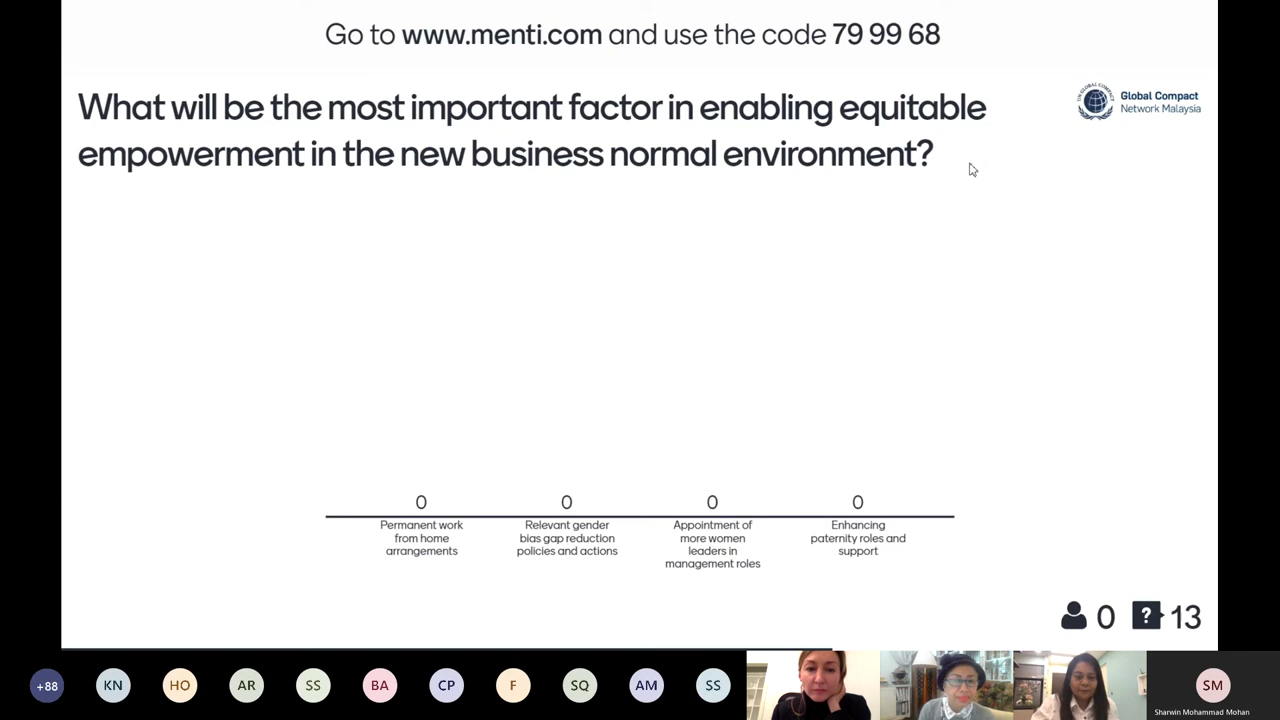 Go to www.menti.com and use the code 79 99 68
What will be the most important factor in enabling equitable
empowerment in the new business normal environment?
UN GLOBAL COMPACT
Global Compact
Network Malaysia
0
0
0
0
Permanent work
from home
arrangements
Relevant gender
bias gap reduction
policies and actions
Appointment of
more women
leaders in
management roles
Enhancing
paternity roles and
support
0
?
13
+88
KN
HO
AR
SS
BA
CP
F
SQ
AM
SS
SM
Sharwin Mohammad Mohan